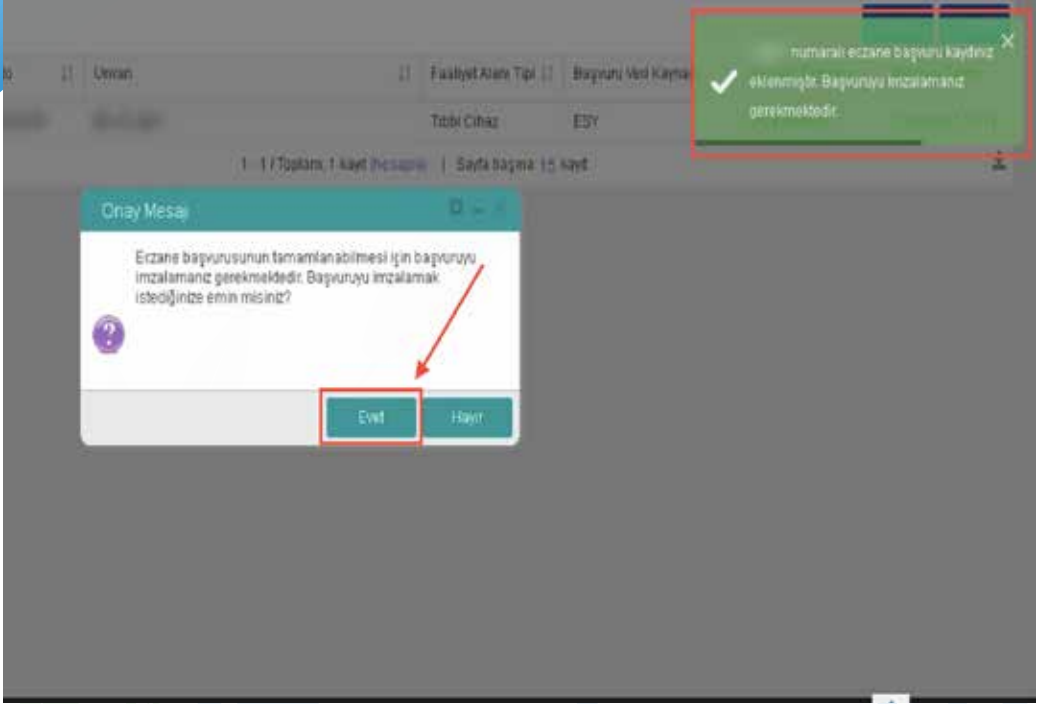 numaralı eczane başvuru kaydınız
eklenmiştir. Başvuruyu imzalamanız
gerekmektedir.
Unvan Faaliyet Alanı Tipi Başvuru Veri Kaynağı
Tıbbi Cihaz ESY
1 - 1 / Toplam, 1 kayıt (hesapla) | Sayfa başına 15 kayıt
Onay Mesajı
Eczane başvurusunun tamamlanabilmesi için başvuruyu
imzalamanız gerekmektedir. Başvuruyu imzalamak
istediğinize emin misiniz?
Evet Hayır